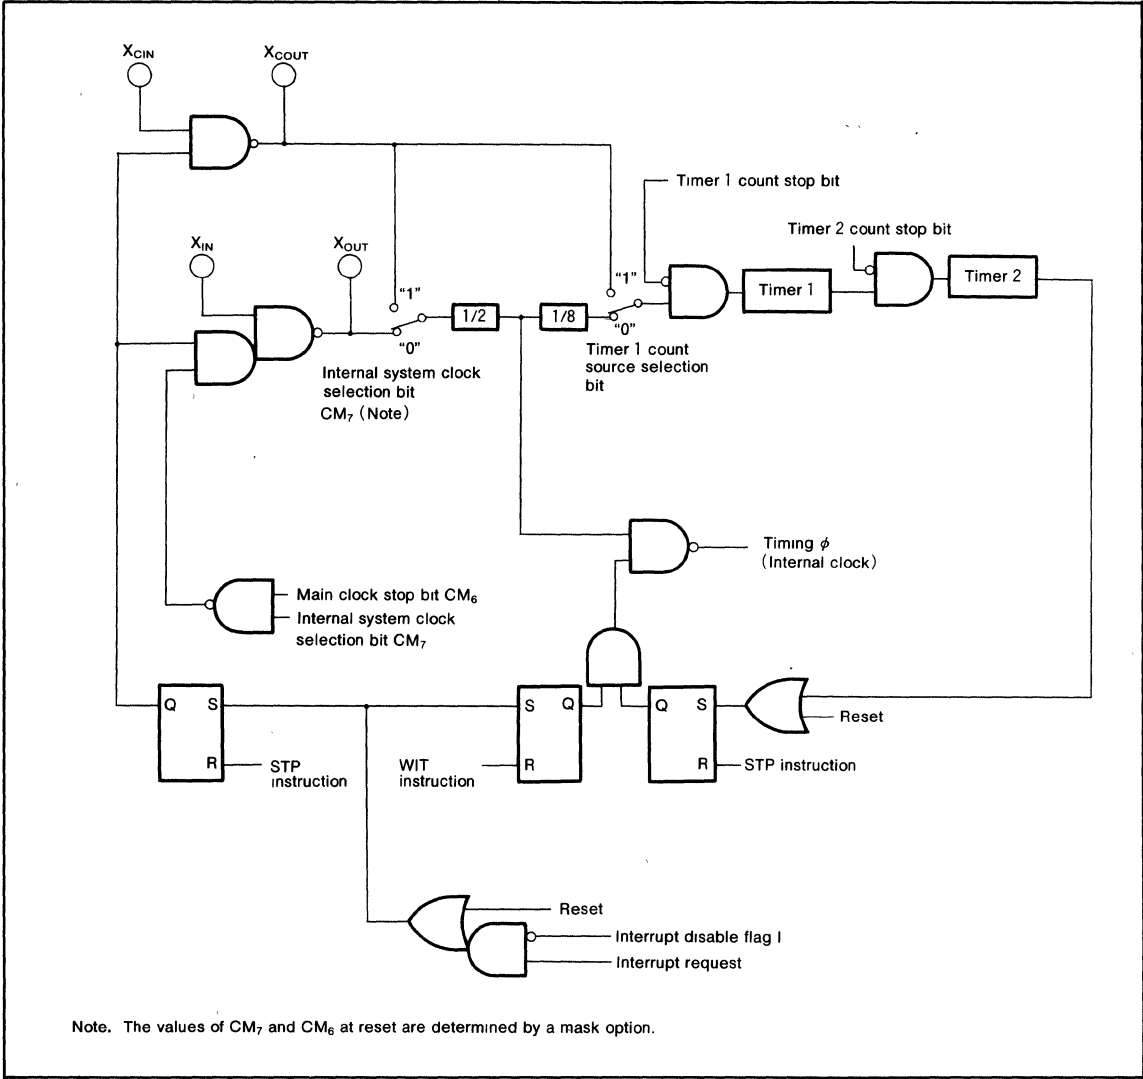 XCIN
XCOUT
Timer 1 count stop bit
Timer 2 count stop bit
XIN
XOUT
"1"
"1"
1/2
1/8
Timer 1
Timer 2
"0"
"0"
Internal system clock
selection bit
CM7 (Note)
Timer 1 count
source selection
bit
Timing ϕ
(Internal clock)
Main clock stop bit CM6
Internal system clock
selection bit CM7
Q S
S Q
Q S
Reset
R
STP
instruction
WIT
instruction
R
R
STP instruction
Reset
Interrupt disable flag I
Interrupt request
Note. The values of CM7 and CM6 at reset are determined by a mask option.